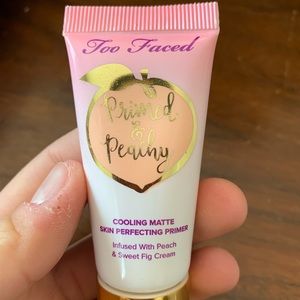 Too Faced
Primed
&
Peachy
COOLING MATTE
SKIN PERFECTING PRIMER
Infused With Peach
& Sweet Fig Cream